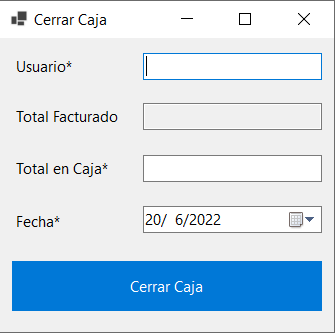 Cerrar Caja
Usuario*
Total Facturado
Total en Caja*
Fecha* 20/ 6/2022
Cerrar Caja